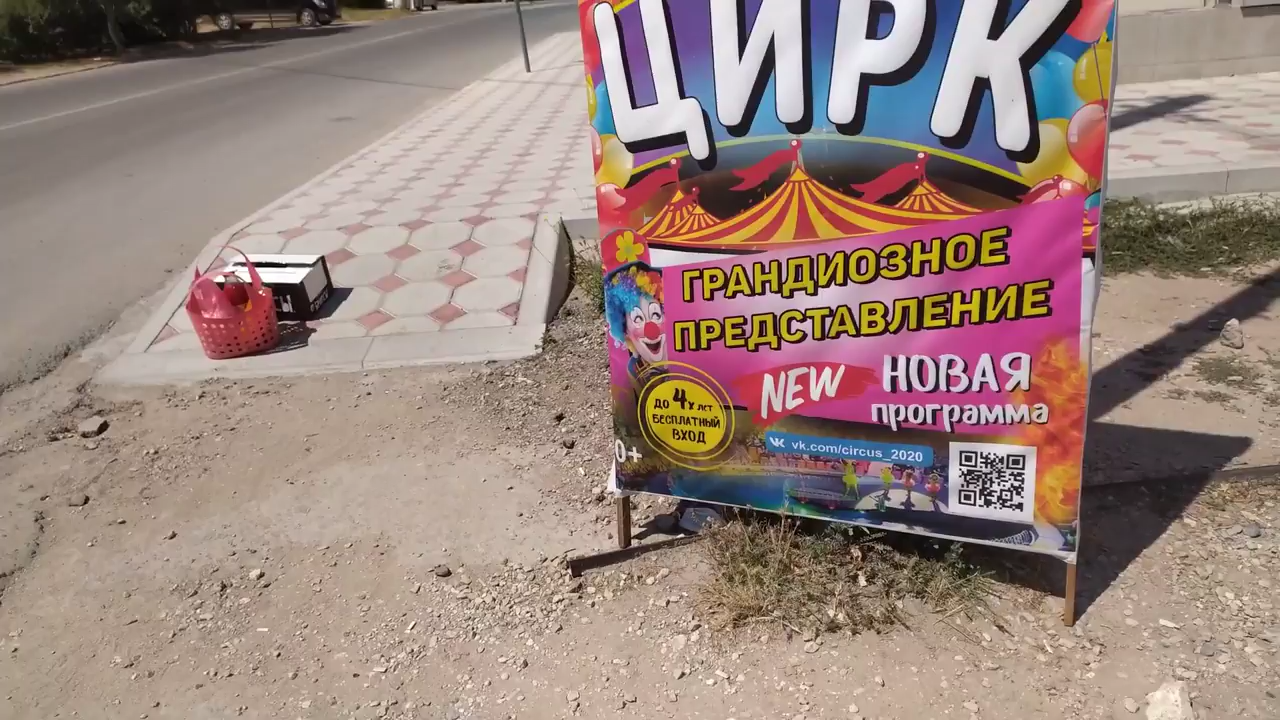 ЦИРК
ГРАНДИОЗНОЕ
ПРЕДСТАВЛЕНИЕ
NEW
НОВАЯ
программа
ДО 4х ЛЕТ
БЕСПЛАТНЫЙ
ВХОД
vk.com/circus_2020
0+